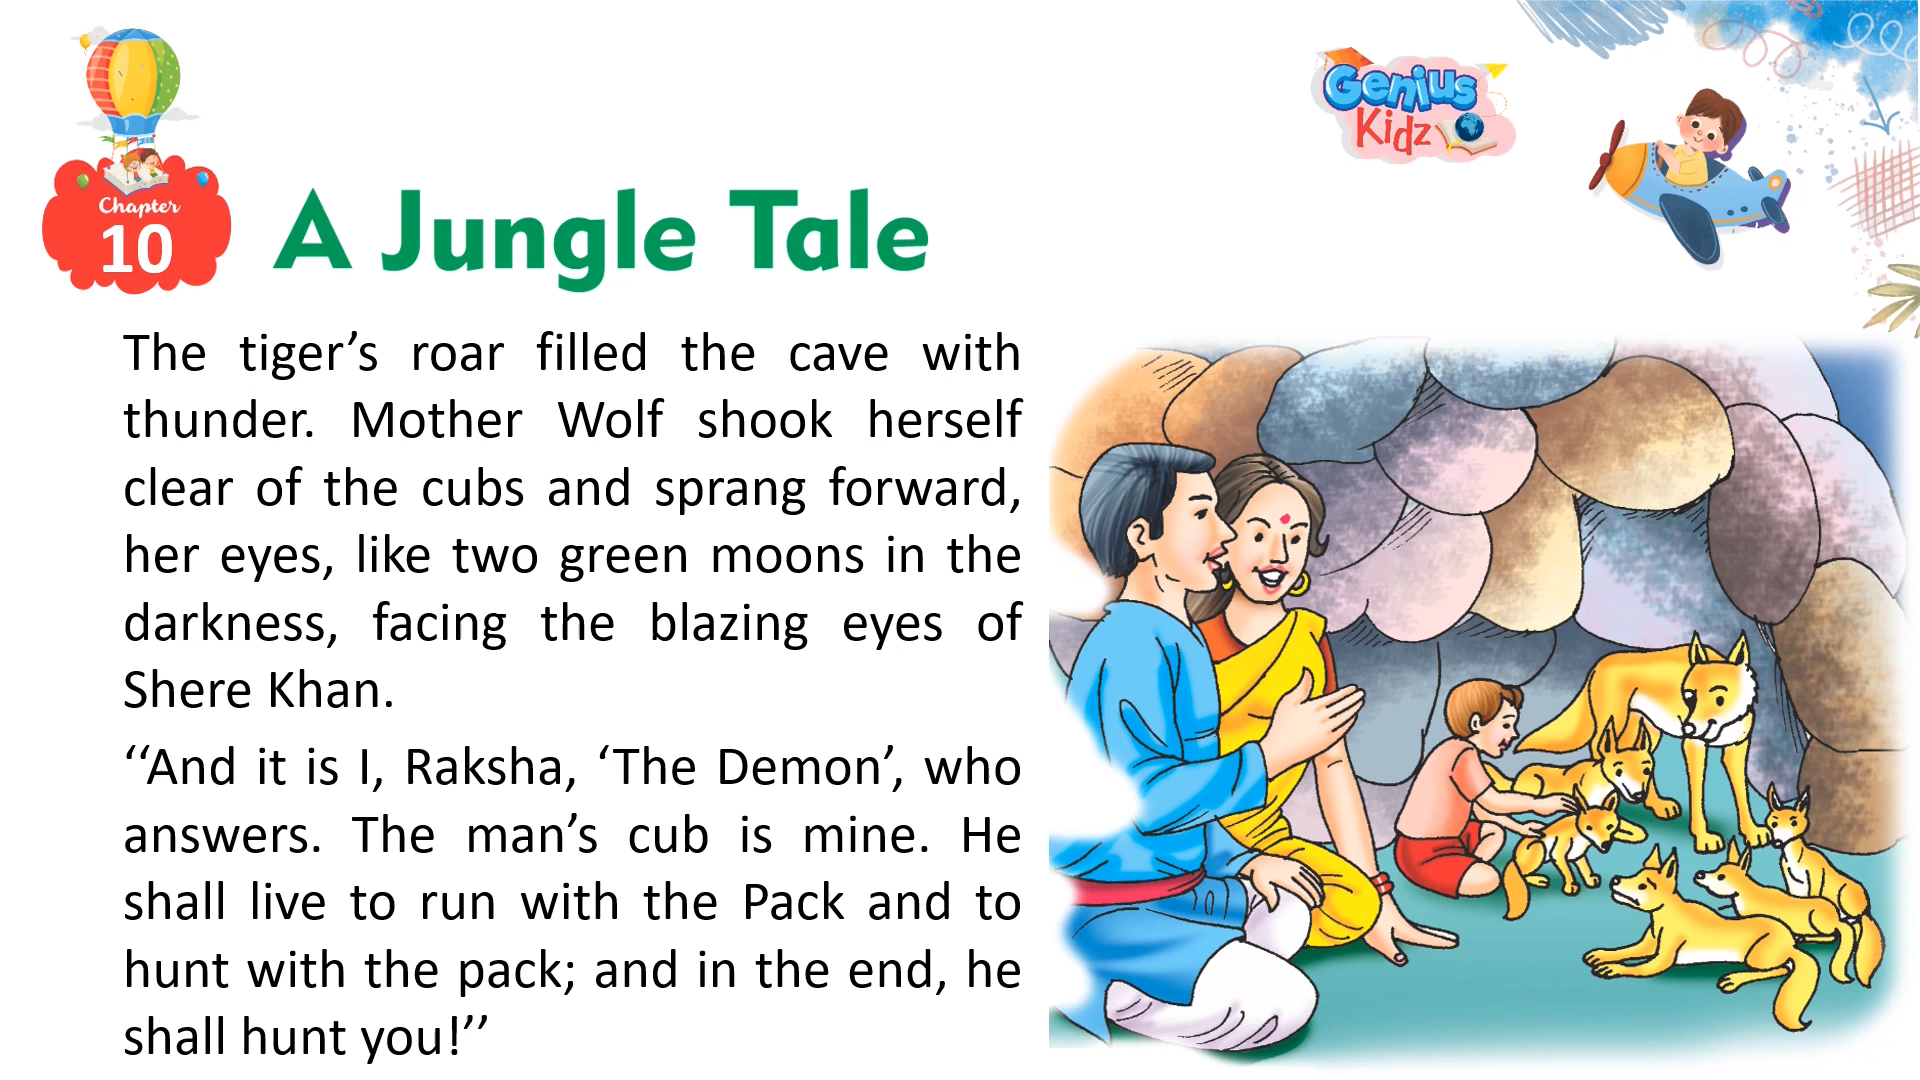 Genius
Kidz
Chapter
10
A Jungle Tale
The tiger’s roar filled the cave with
thunder. Mother Wolf shook herself
clear of the cubs and sprang forward,
her eyes, like two green moons in the
darkness, facing the blazing eyes of
Shere Khan.
‘‘And it is I, Raksha, ‘The Demon’, who
answers. The man’s cub is mine. He
shall live to run with the Pack and to
hunt with the pack; and in the end, he
shall hunt you!’’